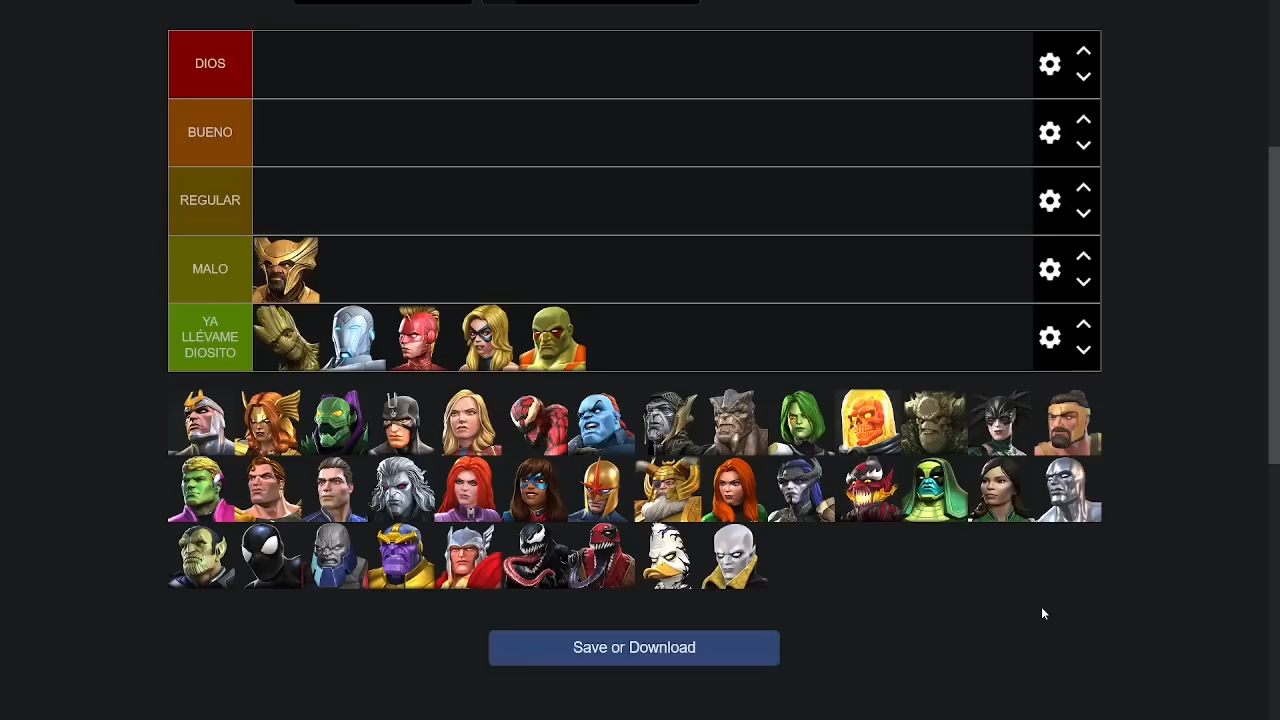 DIOS
BUENO
REGULAR
MALO
YA
LLÉVAME
DIOSITO
Save or Download